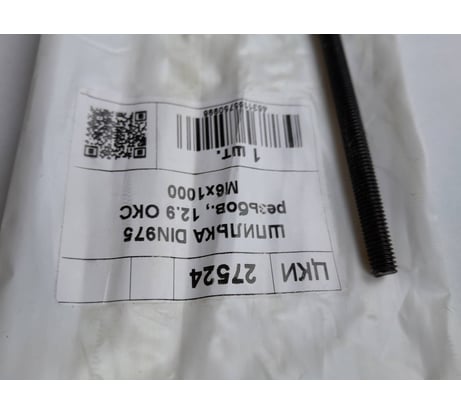 ЦКИ 27524
ШПИЛЬКА DIN975
резьбов., 12.9 ОКС
М6х1000
1 шт.